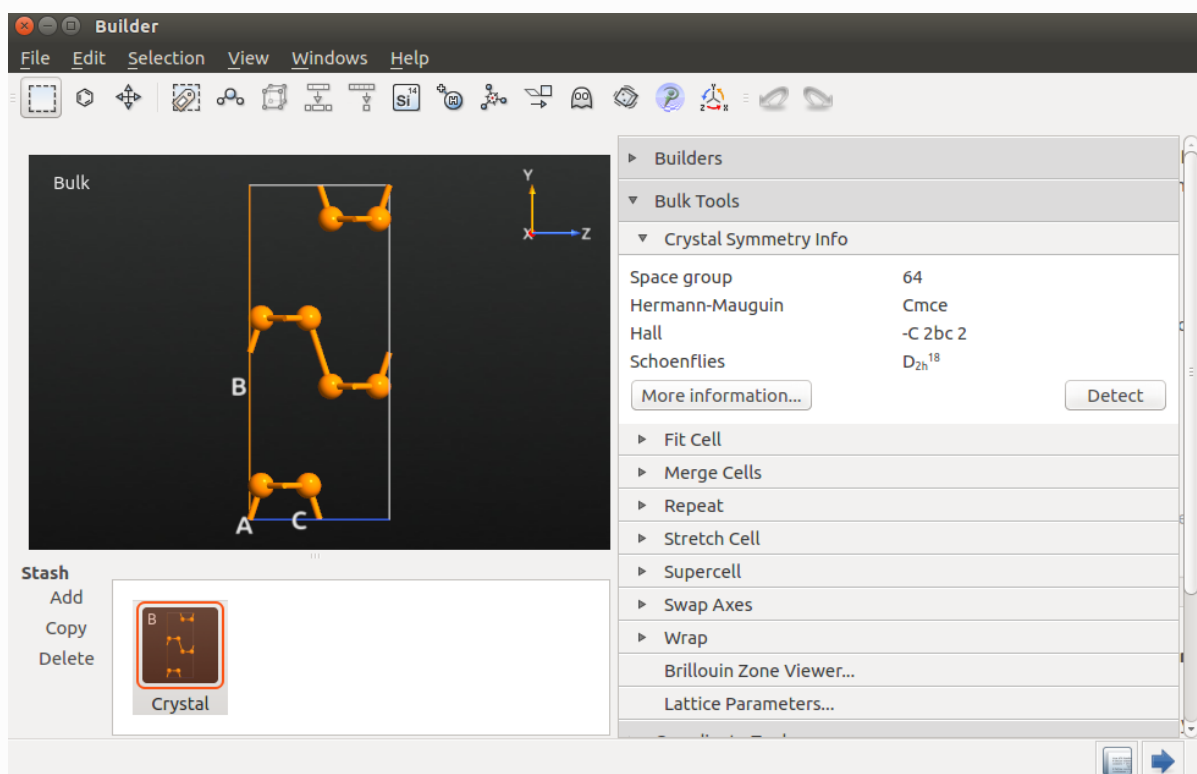 Builder
File Edit Selection View Windows Help
Si 14
Bulk
Y
X Z
B
A C
Builders
Bulk Tools
Crystal Symmetry Info
Space group 64
Hermann-Mauguin Cmce
Hall -C 2bc 2
Schoenflies D₂ₕ¹⁸
More information... Detect
Fit Cell
Merge Cells
Repeat
Stretch Cell
Supercell
Swap Axes
Wrap
Brillouin Zone Viewer...
Lattice Parameters...
Stash
Add
Copy
Delete
B
Crystal